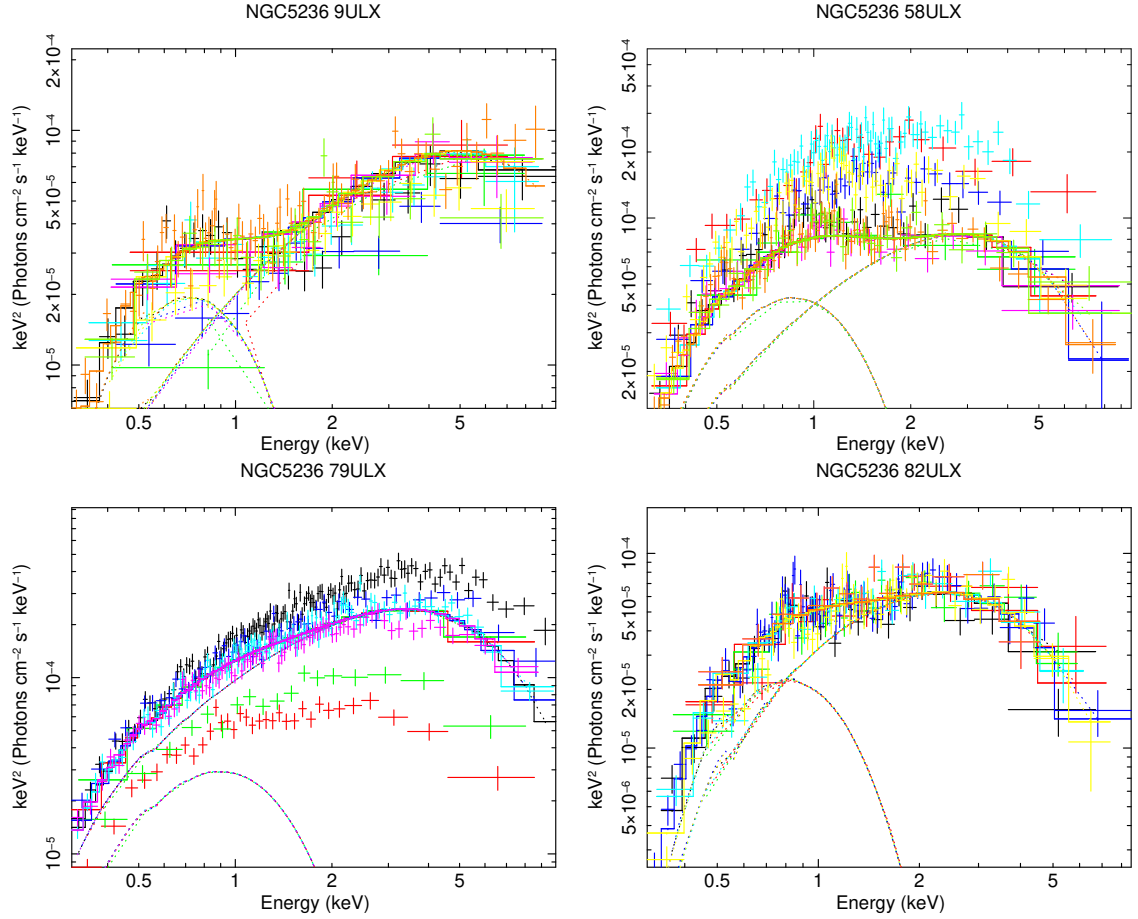 NGC5236 9ULX
keV² (Photons cm⁻² s⁻¹ keV⁻¹)
2×10⁻⁴
10⁻⁴
5×10⁻⁵
2×10⁻⁵
10⁻⁵
0.5 1 2 5
Energy (keV)
NGC5236 58ULX
keV² (Photons cm⁻² s⁻¹ keV⁻¹)
5×10⁻⁴
2×10⁻⁴
10⁻⁴
5×10⁻⁵
2×10⁻⁵
0.5 1 2 5
Energy (keV)
NGC5236 79ULX
keV² (Photons cm⁻² s⁻¹ keV⁻¹)
10⁻⁴
10⁻⁵
0.5 1 2 5
Energy (keV)
NGC5236 82ULX
keV² (Photons cm⁻² s⁻¹ keV⁻¹)
10⁻⁴
5×10⁻⁵
2×10⁻⁵
10⁻⁵
5×10⁻⁶
0.5 1 2 5
Energy (keV)